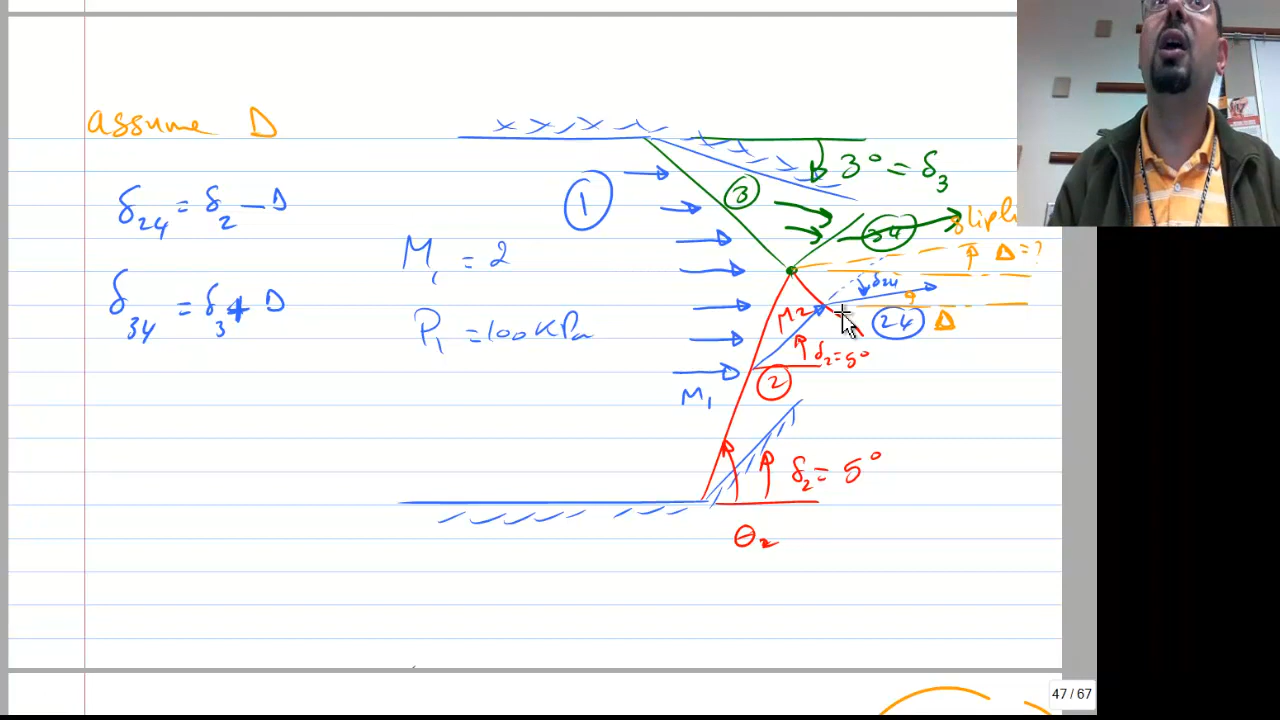 assume Δ
δ₂₄ = δ₂ - Δ
δ₃₄ = δ₃ + Δ
①
M₁ = 2
P₁ = 100 KPa
M₁
③
3° = δ₃
34
Δ = ?
δ₂₄
M2
24
Δ
δ₂ = 5°
②
δ₂ = 5°
θ₂
47 / 67